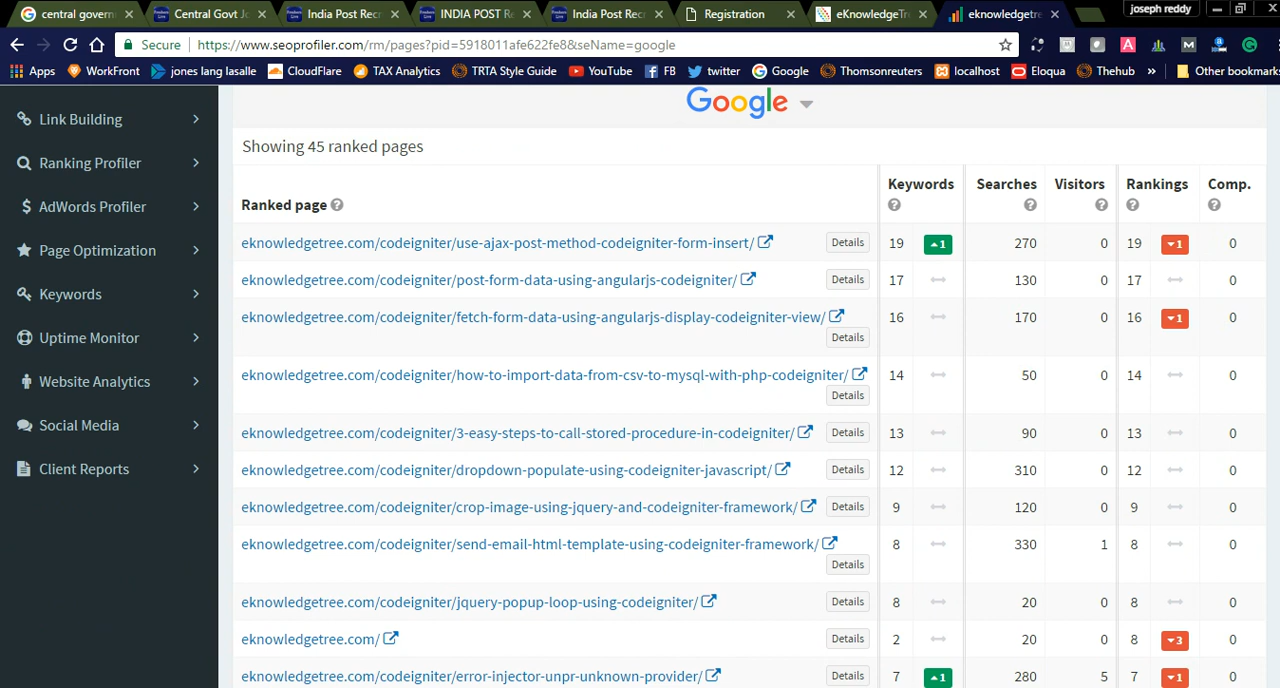 central govern
Central Govt J
India Post Recr
INDIA POST R
India Post Recr
Registration
eKnowledgeTr
eknowledgetre
joseph reddy
Secure https://www.seoprofiler.com/rm/pages?pid=5918011afe622fe8&seName=google
Apps WorkFront jones lang lasalle CloudFlare TAX Analytics TRTA Style Guide YouTube FB twitter Google Thomsonreuters localhost Eloqua Thehub » Other bookmarks
Link Building
Ranking Profiler
AdWords Profiler
Page Optimization
Keywords
Uptime Monitor
Website Analytics
Social Media
Client Reports
Google
Showing 45 ranked pages
Ranked page Keywords Searches Visitors Rankings Comp.
eknowledgetree.com/codeigniter/use-ajax-post-method-codeigniter-form-insert/ Details 19 1 270 0 19 1 0
eknowledgetree.com/codeigniter/post-form-data-using-angularjs-codeigniter/ Details 17 130 0 17 0
eknowledgetree.com/codeigniter/fetch-form-data-using-angularjs-display-codeigniter-view/ Details 16 170 0 16 1 0
eknowledgetree.com/codeigniter/how-to-import-data-from-csv-to-mysql-with-php-codeigniter/ Details 14 50 0 14 0
eknowledgetree.com/codeigniter/3-easy-steps-to-call-stored-procedure-in-codeigniter/ Details 13 90 0 13 0
eknowledgetree.com/codeigniter/dropdown-populate-using-codeigniter-javascript/ Details 12 310 0 12 0
eknowledgetree.com/codeigniter/crop-image-using-jquery-and-codeigniter-framework/ Details 9 120 0 9 0
eknowledgetree.com/codeigniter/send-email-html-template-using-codeigniter-framework/ Details 8 330 1 8 0
eknowledgetree.com/codeigniter/jquery-popup-loop-using-codeigniter/ Details 8 20 0 8 0
eknowledgetree.com/ Details 2 20 0 8 3 0
eknowledgetree.com/codeigniter/error-injector-unpr-unknown-provider/ Details 7 1 280 5 7 1 0